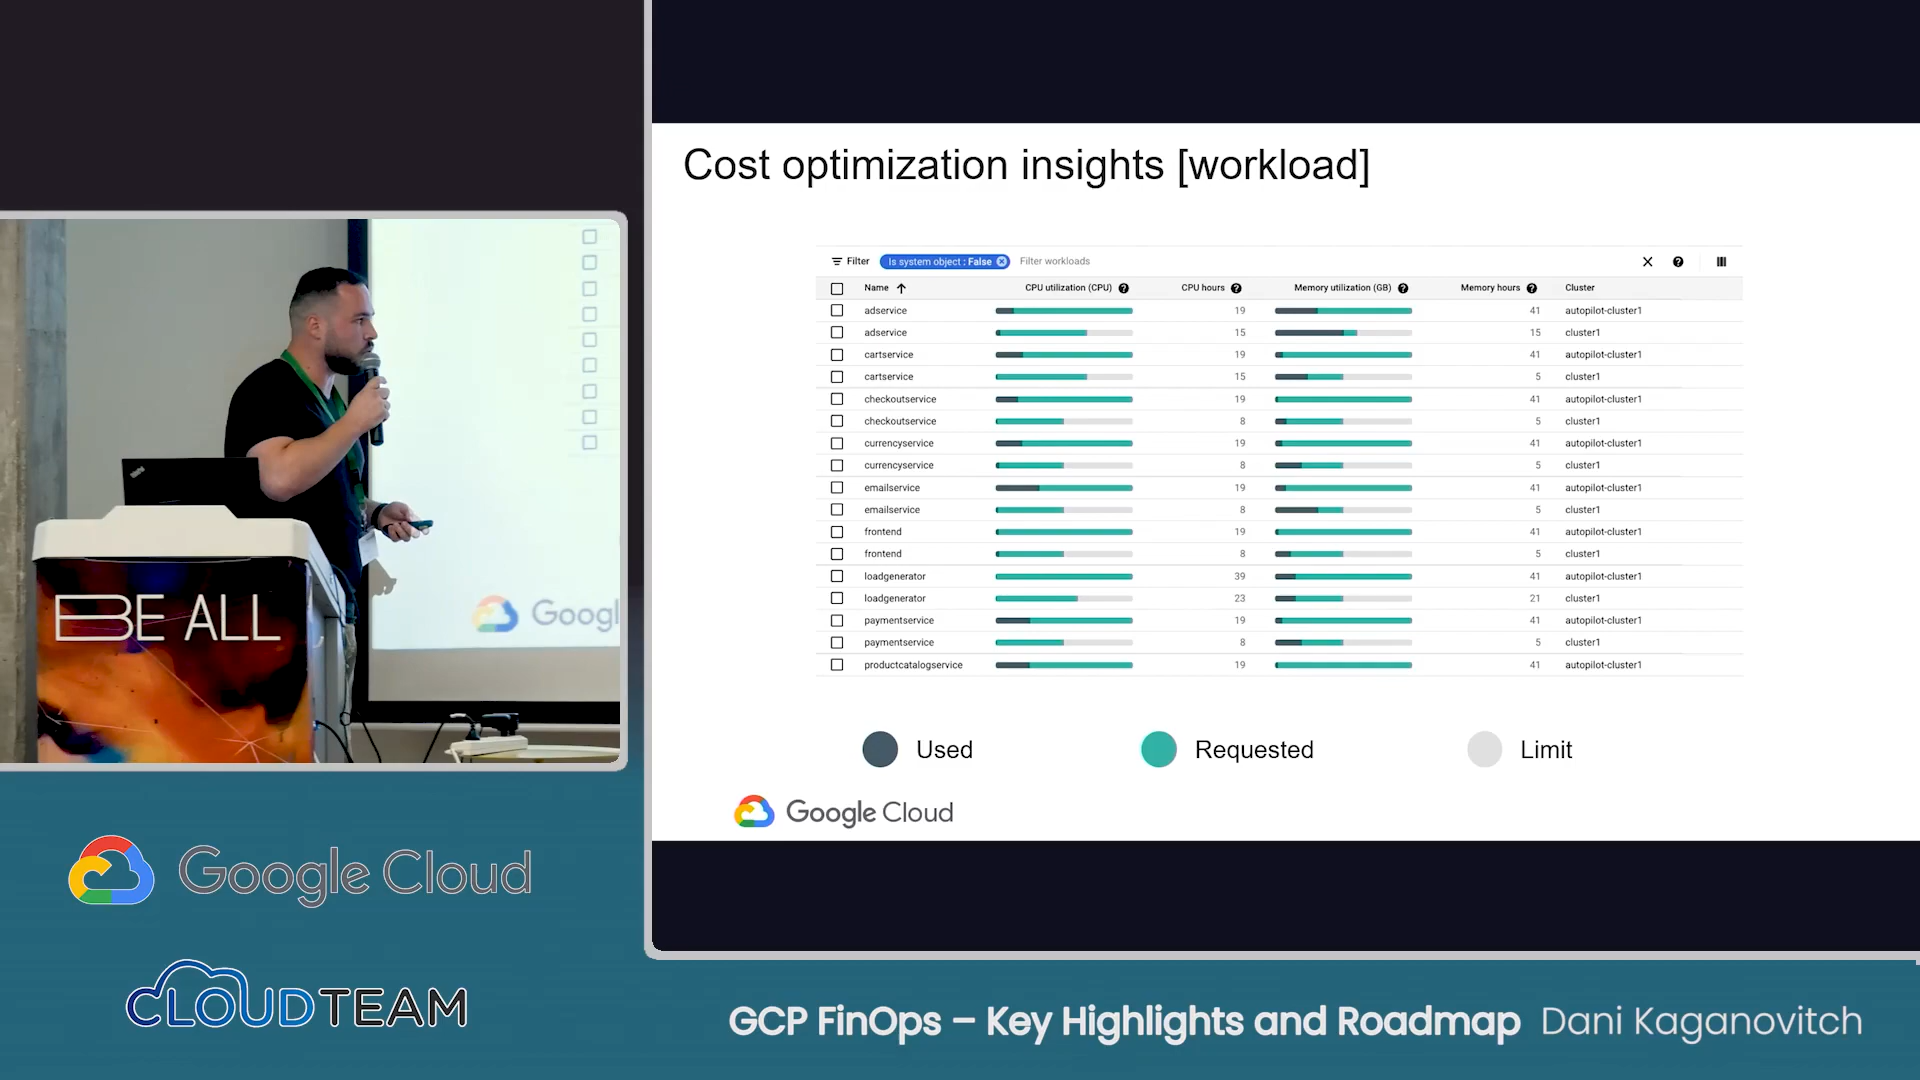 Cost optimization insights [workload]
Filter Is system object : False Filter workloads
Name CPU utilization (CPU) CPU hours Memory utilization (GB) Memory hours Cluster
adservice 19 41 autopilot-cluster1
adservice 15 15 cluster1
cartservice 19 41 autopilot-cluster1
cartservice 15 5 cluster1
checkoutservice 19 41 autopilot-cluster1
checkoutservice 8 5 cluster1
currencyservice 19 41 autopilot-cluster1
currencyservice 8 5 cluster1
emailservice 19 41 autopilot-cluster1
emailservice 8 5 cluster1
frontend 19 41 autopilot-cluster1
frontend 8 5 cluster1
loadgenerator 39 41 autopilot-cluster1
loadgenerator 23 21 cluster1
paymentservice 19 41 autopilot-cluster1
paymentservice 8 5 cluster1
productcatalogservice 19 41 autopilot-cluster1
Used Requested Limit
Google Cloud
BE ALL
Googl
Google Cloud
CLOUDTEAM
GCP FinOps – Key Highlights and Roadmap Dani Kaganovitch